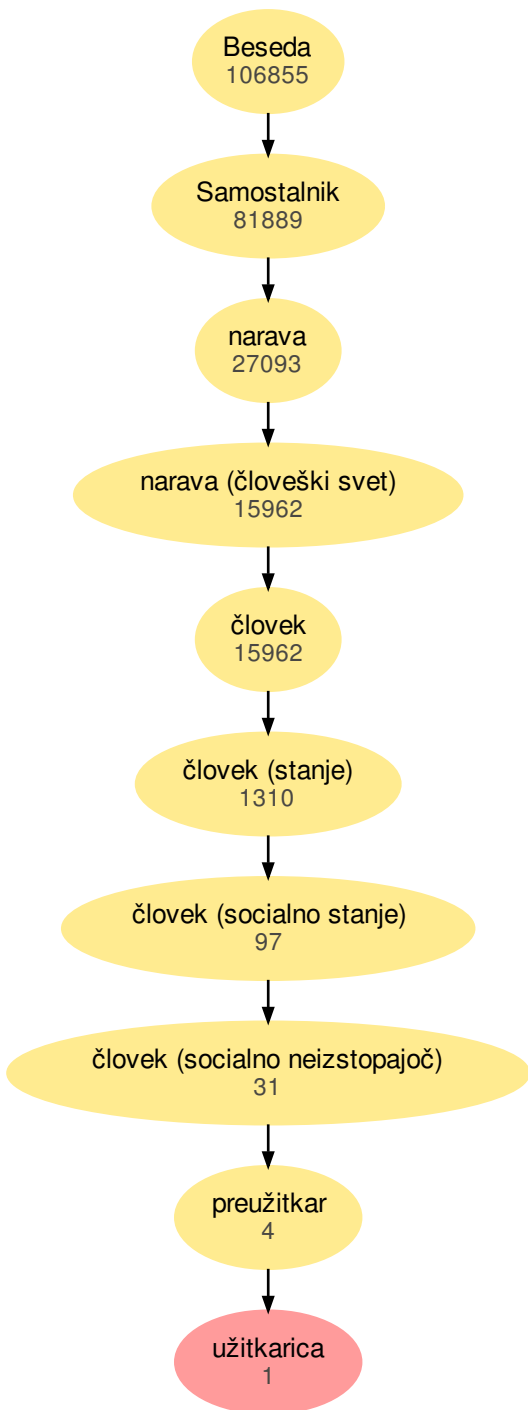 Beseda
106855
Samostalnik
81889
narava
27093
narava (človeški svet)
15962
človek
15962
človek (stanje)
1310
človek (socialno stanje)
97
človek (socialno neizstopajoč)
31
preužitkar
4
užitkarica
1